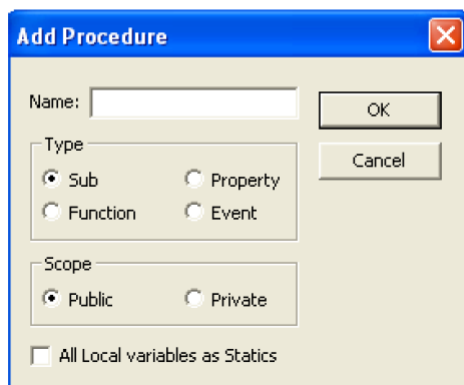 Add Procedure
Name:
OK
Cancel
Type
Sub
Property
Function
Event
Scope
Public
Private
All Local variables as Statics